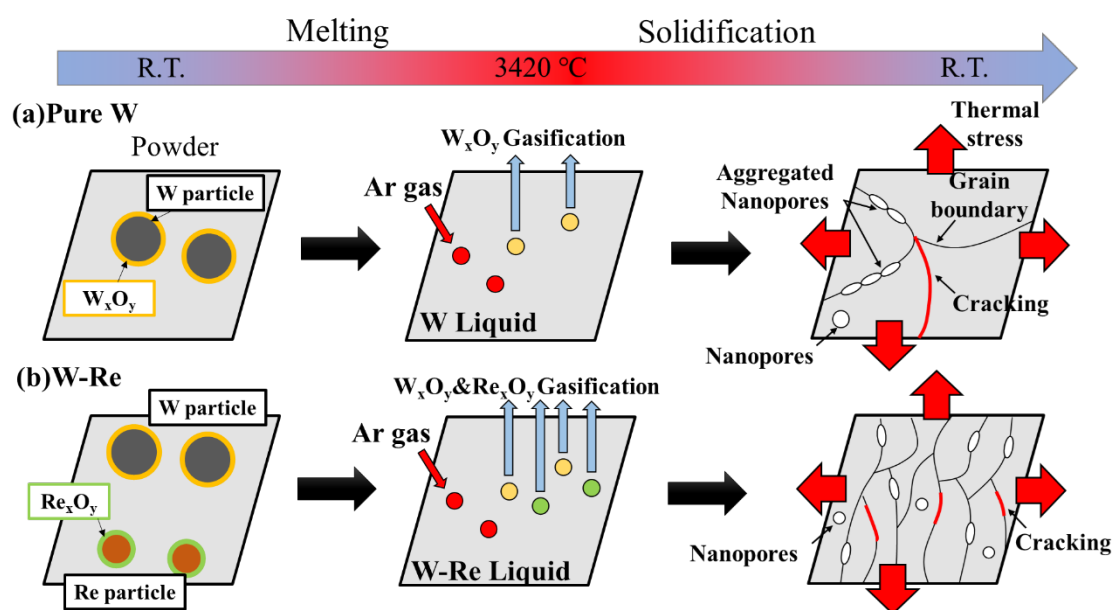 Melting
Solidification
R.T.
3420 ℃
R.T.
(a)Pure W
Powder
W particle
WxOy
WxOy Gasification
Ar gas
W Liquid
Thermal
stress
Aggregated
Nanopores
Grain
boundary
Cracking
Nanopores
(b)W-Re
W particle
RexOy
Re particle
WxOy&RexOy Gasification
Ar gas
W-Re Liquid
Nanopores
Cracking